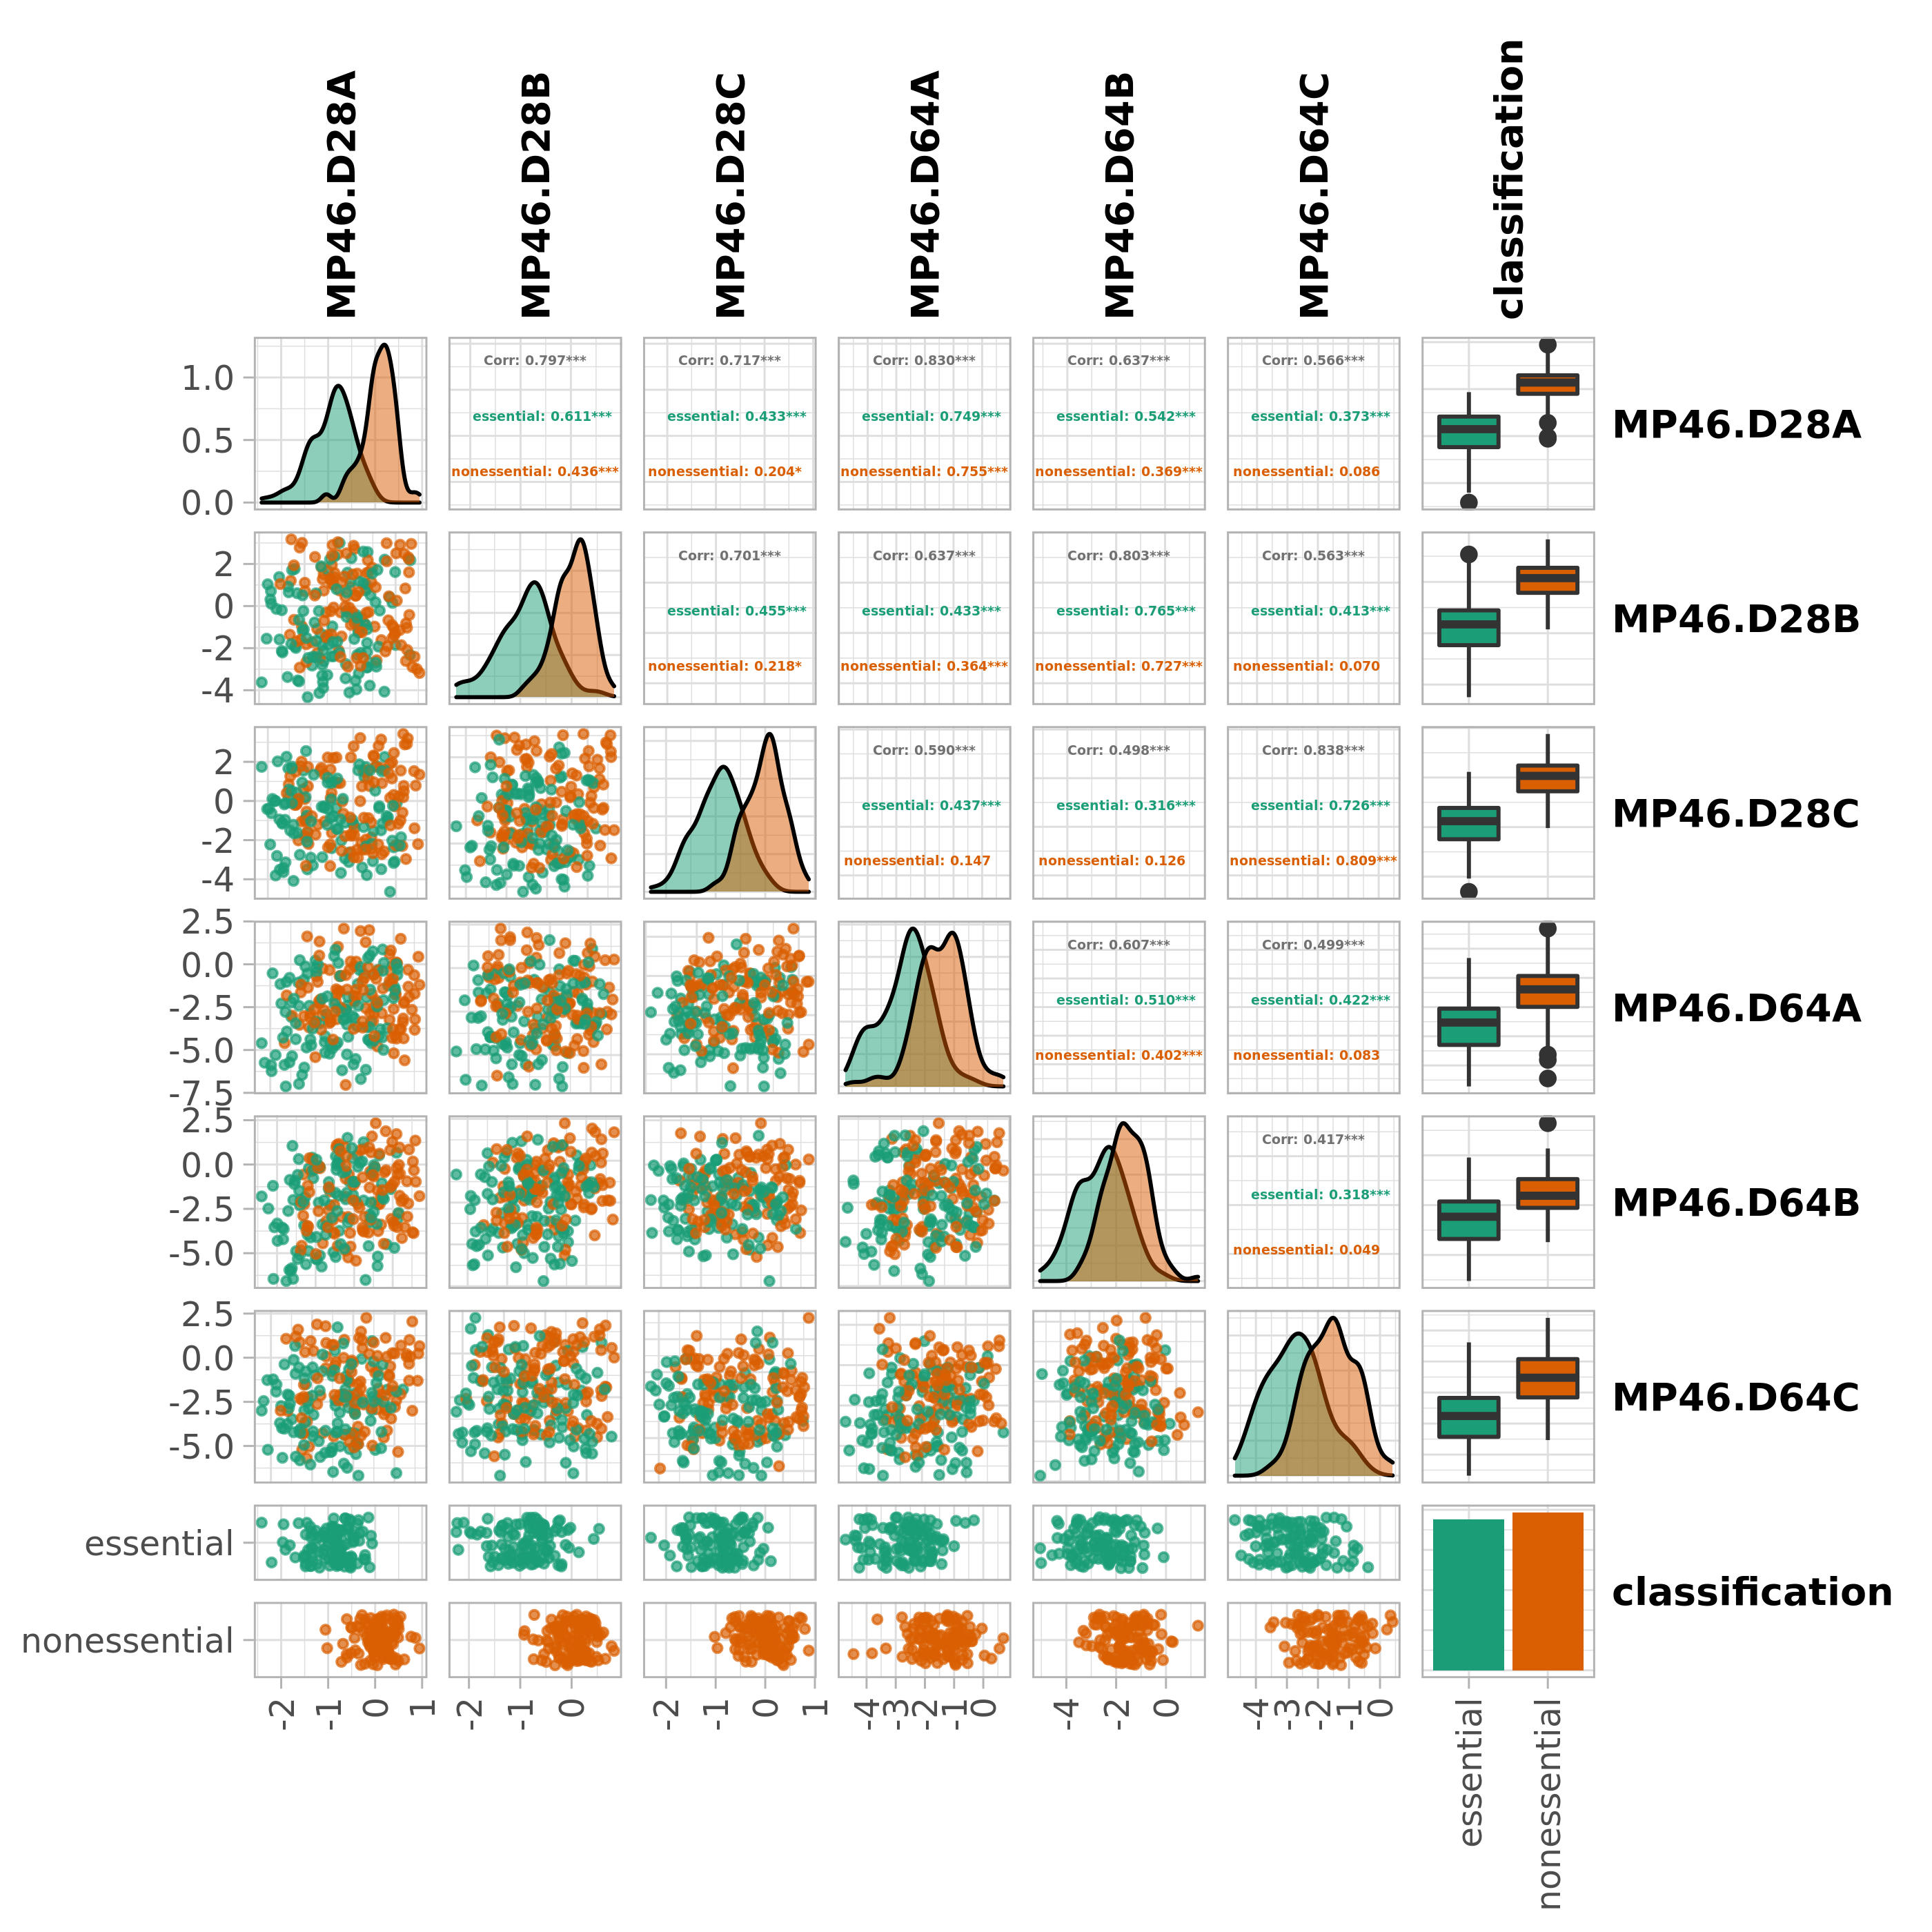 MP46.D28A
MP46.D28B
MP46.D28C
MP46.D64A
MP46.D64B
MP46.D64C
classification
1.0
0.5
0.0
Corr: 0.797***
essential: 0.611***
nonessential: 0.436***
Corr: 0.717***
essential: 0.433***
nonessential: 0.204*
Corr: 0.830***
essential: 0.749***
nonessential: 0.755***
Corr: 0.637***
essential: 0.542***
nonessential: 0.369***
Corr: 0.566***
essential: 0.373***
nonessential: 0.086
MP46.D28A
2
0
-2
-4
Corr: 0.701***
essential: 0.455***
nonessential: 0.218*
Corr: 0.637***
essential: 0.433***
nonessential: 0.364***
Corr: 0.803***
essential: 0.765***
nonessential: 0.727***
Corr: 0.563***
essential: 0.413***
nonessential: 0.070
MP46.D28B
2
0
-2
-4
Corr: 0.590***
essential: 0.437***
nonessential: 0.147
Corr: 0.498***
essential: 0.316***
nonessential: 0.126
Corr: 0.838***
essential: 0.726***
nonessential: 0.809***
MP46.D28C
2.5
0.0
-2.5
-5.0
-7.5
Corr: 0.607***
essential: 0.510***
nonessential: 0.402***
Corr: 0.499***
essential: 0.422***
nonessential: 0.083
MP46.D64A
2.5
0.0
-2.5
-5.0
Corr: 0.417***
essential: 0.318***
nonessential: 0.049
MP46.D64B
2.5
0.0
-2.5
-5.0
MP46.D64C
essential
nonessential
classification
-2 -1 0 1
-2 -1 0
-2 -1 0 1
-4 -3 -2 -1 0
-4 -2 0
-4 -3 -2 -1 0
essential
nonessential